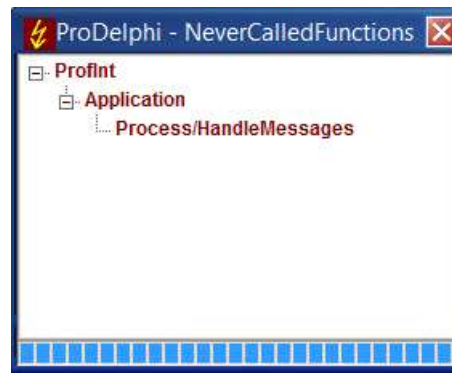 ProDelphi - NeverCalledFunctions
ProfInt
Application
Process/HandleMessages